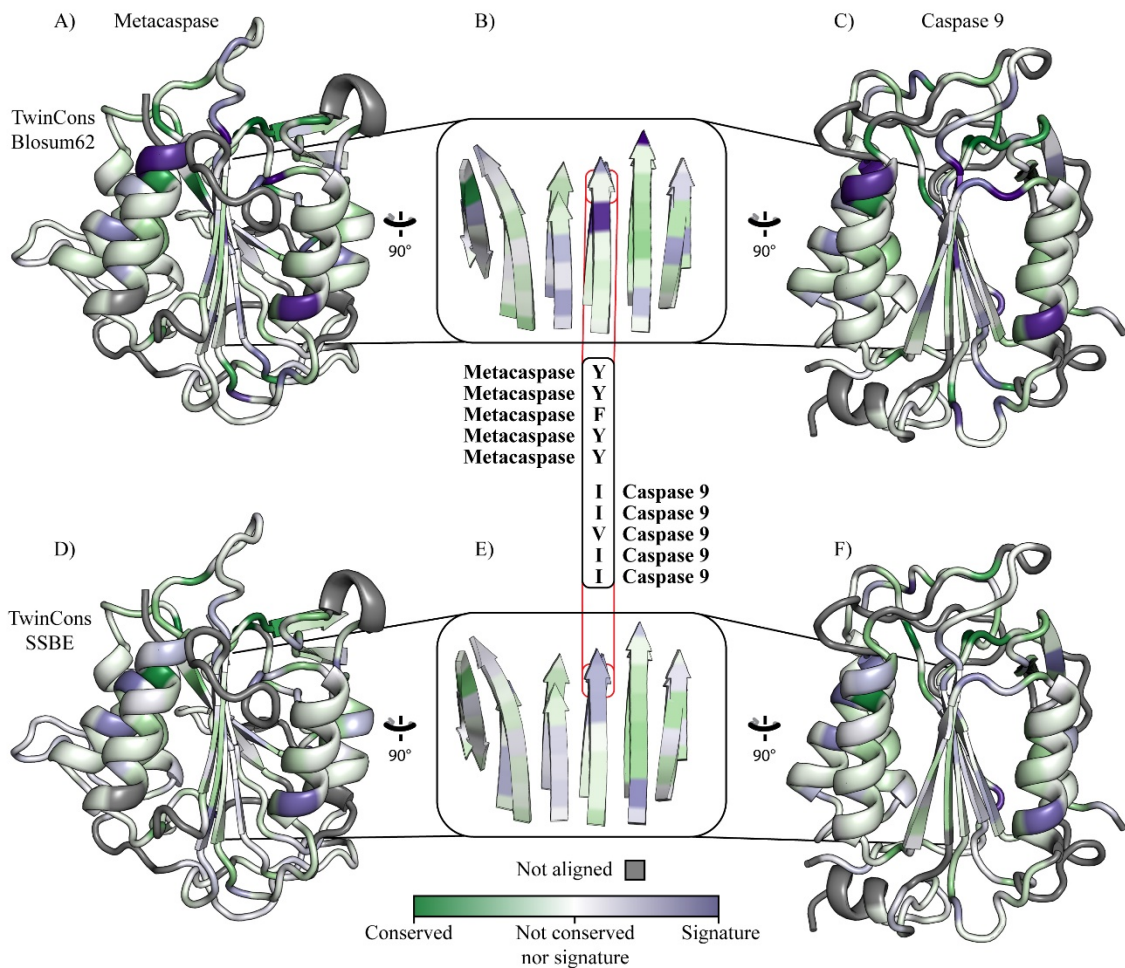 A) Metacaspase
B)
C) Caspase 9
TwinCons
Blosum62
90°
90°
Metacaspase Y
Metacaspase Y
Metacaspase F
Metacaspase Y
Metacaspase Y
I Caspase 9
I Caspase 9
V Caspase 9
I Caspase 9
I Caspase 9
D)
E)
F)
TwinCons
SSBE
90°
90°
Not aligned
Conserved
Not conserved
nor signature
Signature